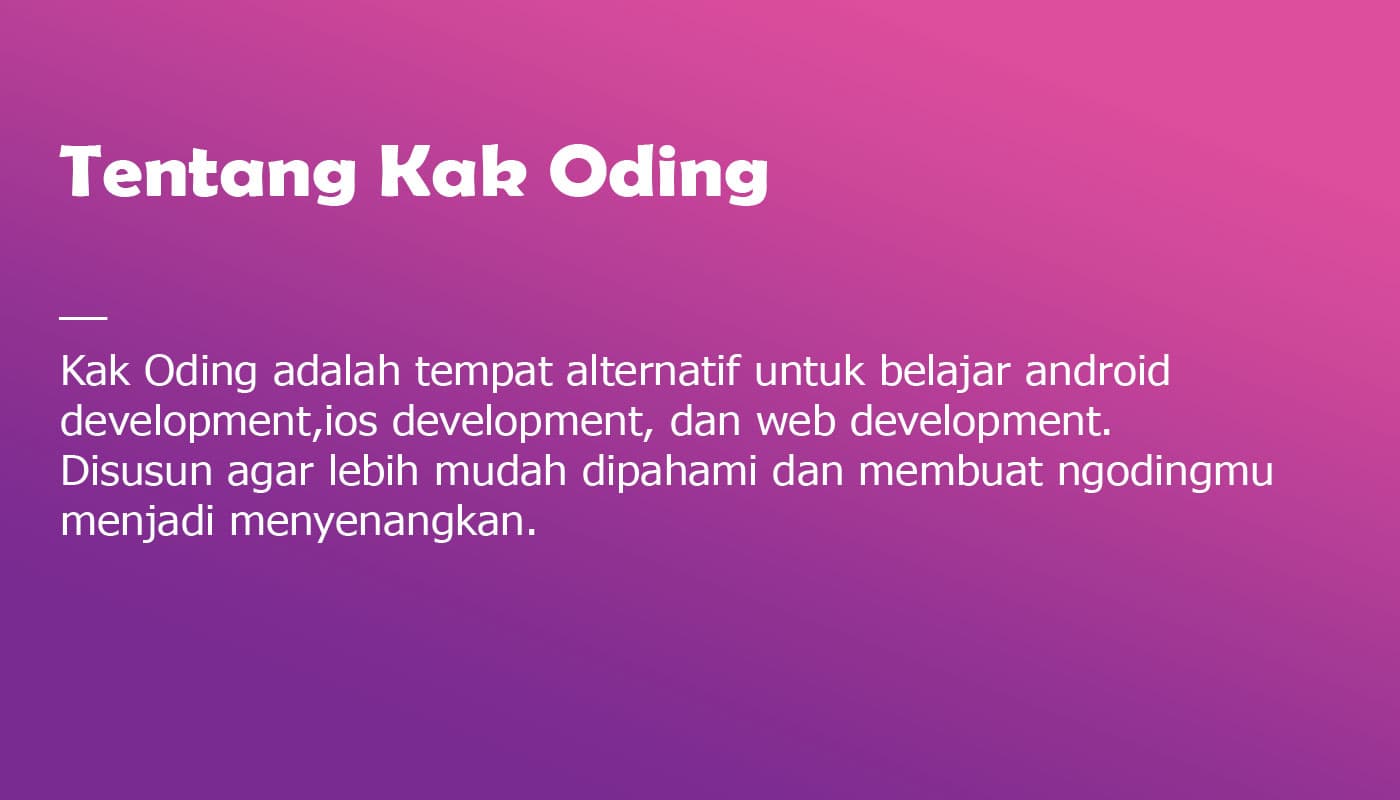 Tentang Kak Oding
Kak Oding adalah tempat alternatif untuk belajar android
development,ios development, dan web development.
Disusun agar lebih mudah dipahami dan membuat ngodingmu
menjadi menyenangkan.